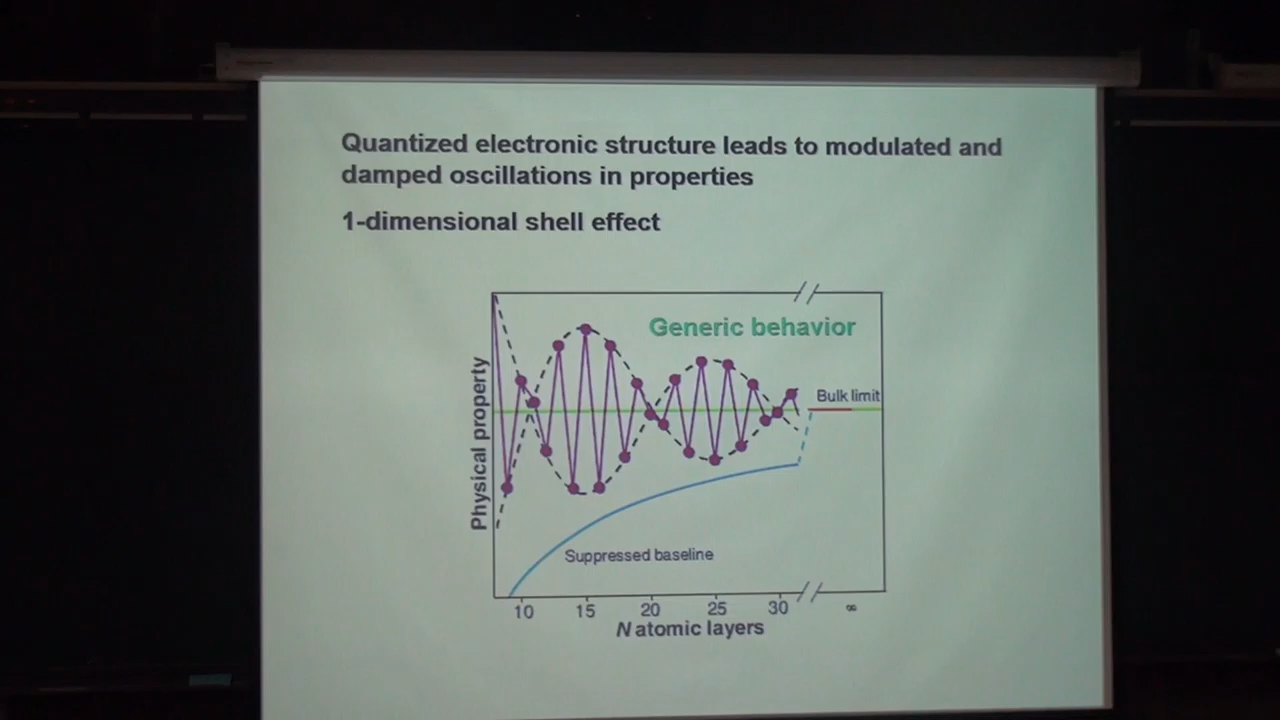 Quantized electronic structure leads to modulated and
damped oscillations in properties
1-dimensional shell effect
Generic behavior
Physical property
Bulk limit
Suppressed baseline
10 15 20 25 30 ∞
N atomic layers